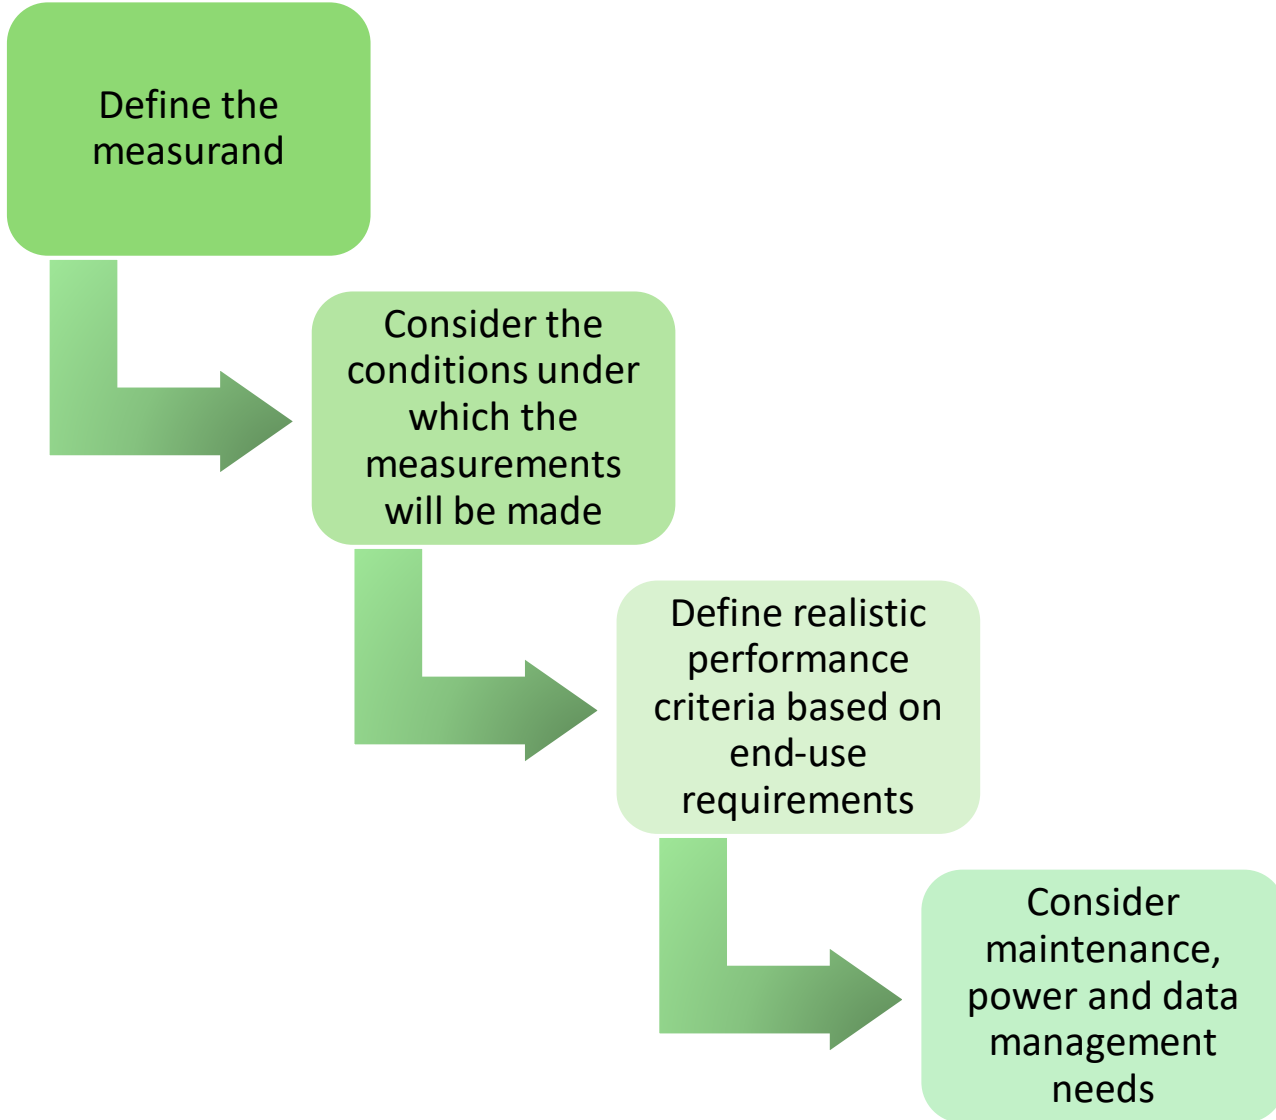 Define the
measurand
Consider the
conditions under
which the
measurements
will be made
Define realistic
performance
criteria based on
end-use
requirements
Consider
maintenance,
power and data
management
needs